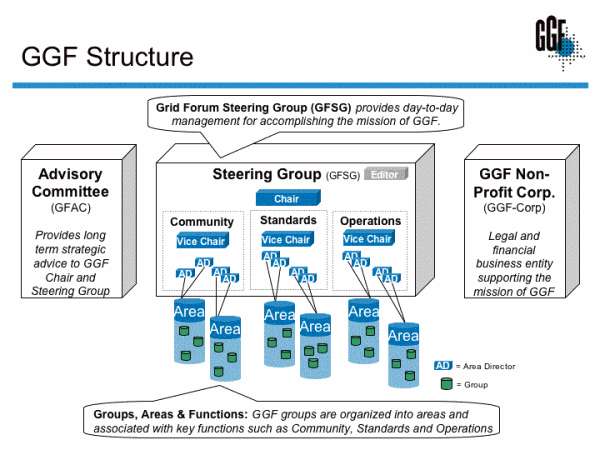 GGF
GGF Structure
Grid Forum Steering Group (GFSG) provides day-to-day
management for accomplishing the mission of GGF.
Advisory
Committee
(GFAC)
Provides long
term strategic
advice to GGF
Chair and
Steering Group
Steering Group (GFSG)
Editor
Chair
Community
Vice Chair
AD
AD
AD
AD
Standards
Vice Chair
AD
AD
AD
AD
Operations
Vice Chair
AD
AD
AD
AD
GGF Non-
Profit Corp.
(GGF-Corp)
Legal and
financial
business entity
supporting the
mission of GGF
Area
Area
Area
Area
Area
Area
AD = Area Director
= Group
Groups, Areas & Functions: GGF groups are organized into areas and
associated with key functions such as Community, Standards and Operations